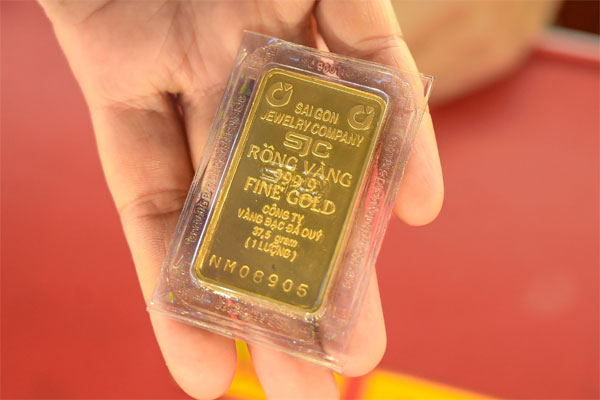 SAI GON
JEWELRY COMPANY
SJC
RỒNG VÀNG
999.9
FINE GOLD
CÔNG TY
VÀNG BẠC ĐÁ QUÝ
37,5 gram
(1 LƯỢNG)
NM06905